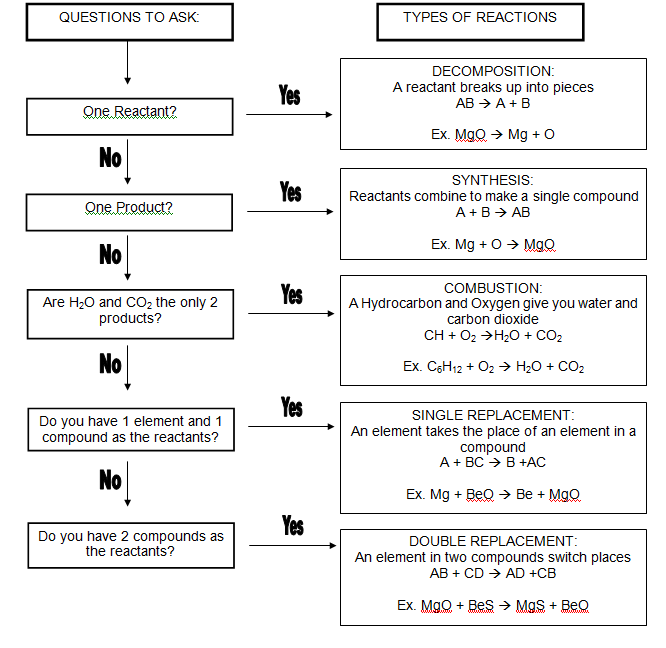 QUESTIONS TO ASK:
TYPES OF REACTIONS
One Reactant?
Yes
DECOMPOSITION:
A reactant breaks up into pieces
AB → A + B
Ex. MgO → Mg + O
No
One Product?
Yes
SYNTHESIS:
Reactants combine to make a single compound
A + B → AB
Ex. Mg + O → MgO
No
Are H₂O and CO₂ the only 2
products?
Yes
COMBUSTION:
A Hydrocarbon and Oxygen give you water and
carbon dioxide
CH + O₂ →H₂O + CO₂
Ex. C₆H₁₂ + O₂ → H₂O + CO₂
No
Do you have 1 element and 1
compound as the reactants?
Yes
SINGLE REPLACEMENT:
An element takes the place of an element in a
compound
A + BC → B +AC
Ex. Mg + BeO → Be + MgO
No
Do you have 2 compounds as
the reactants?
Yes
DOUBLE REPLACEMENT:
An element in two compounds switch places
AB + CD → AD +CB
Ex. MgO + BeS → MgS + BeO